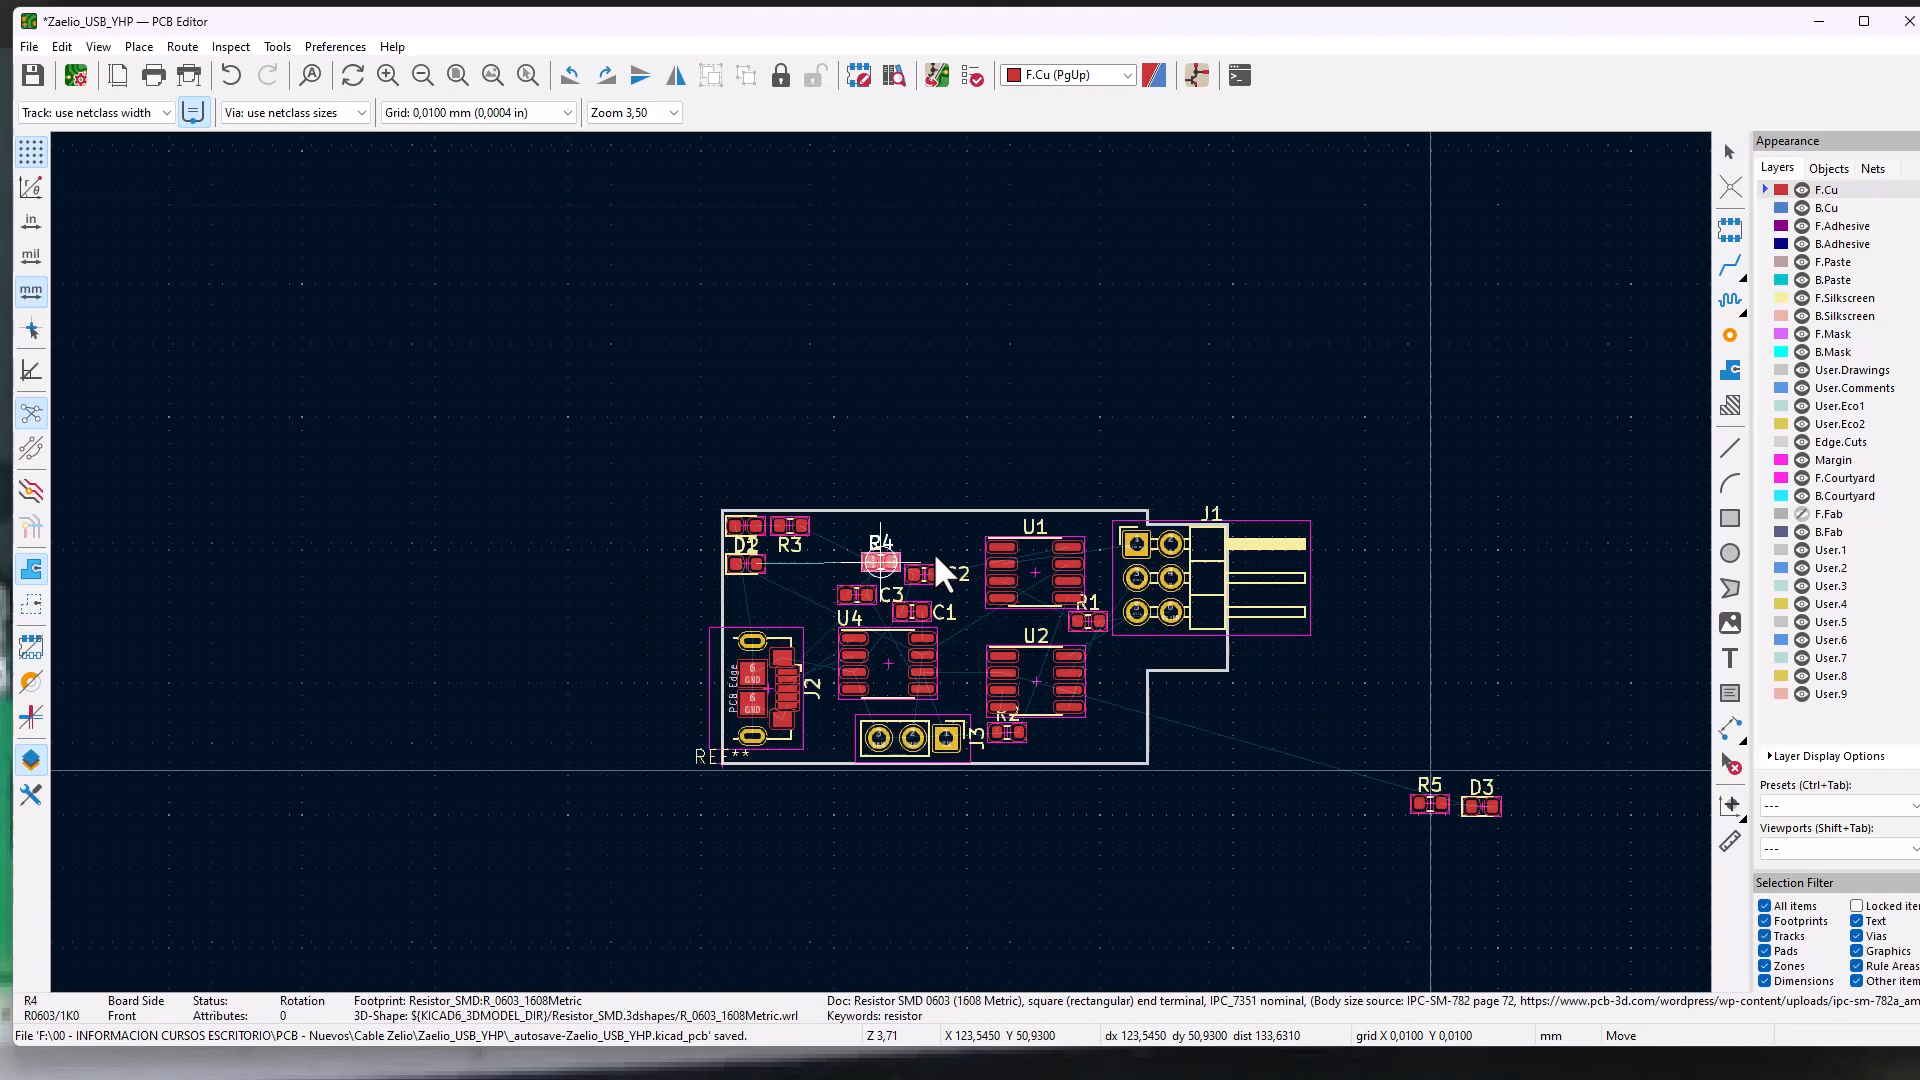 *Zaelio_USB_YHP — PCB Editor
File Edit View Place Route Inspect Tools Preferences Help
F.Cu (PgUp)
Track: use netclass width Via: use netclass sizes Grid: 0,0100 mm (0,0004 in) Zoom 3,50
in
mil
mm
R4
R3
C2
C3
C1
U4
U1
R1
U2
J1
J2
PCB Edge
6
GND
6
GND
3 2 1
J3
R2
REF**
R5 D3
Appearance
Layers Objects Nets
F.Cu
B.Cu
F.Adhesive
B.Adhesive
F.Paste
B.Paste
F.Silkscreen
B.Silkscreen
F.Mask
B.Mask
User.Drawings
User.Comments
User.Eco1
User.Eco2
Edge.Cuts
Margin
F.Courtyard
B.Courtyard
F.Fab
B.Fab
User.1
User.2
User.3
User.4
User.5
User.6
User.7
User.8
User.9
Layer Display Options
Presets (Ctrl+Tab):
---
Viewports (Shift+Tab):
---
Selection Filter
All items Locked iter
Footprints Text
Tracks Vias
Pads Graphics
Zones Rule Areas
Dimensions Other item
R4 Board Side Status: Rotation Footprint: Resistor_SMD:R_0603_1608Metric Doc: Resistor SMD 0603 (1608 Metric), square (rectangular) end terminal, IPC_7351 nominal, (Body size source: IPC-SM-782 page 72, https://www.pcb-3d.com/wordpress/wp-content/uploads/ipc-sm-782a_am
R0603/1K0 Front Attributes: 0 3D-Shape: ${KICAD6_3DMODEL_DIR}/Resistor_SMD.3dshapes/R_0603_1608Metric.wrl Keywords: resistor
File 'F:\00 - INFORMACION CURSOS ESCRITORIO\PCB - Nuevos\Cable Zelio\Zaelio_USB_YHP\_autosave-Zaelio_USB_YHP.kicad_pcb' saved. Z 3,71 X 123,5450 Y 50,9300 dx 123,5450 dy 50,9300 dist 133,6310 grid X 0,0100 Y 0,0100 mm Move